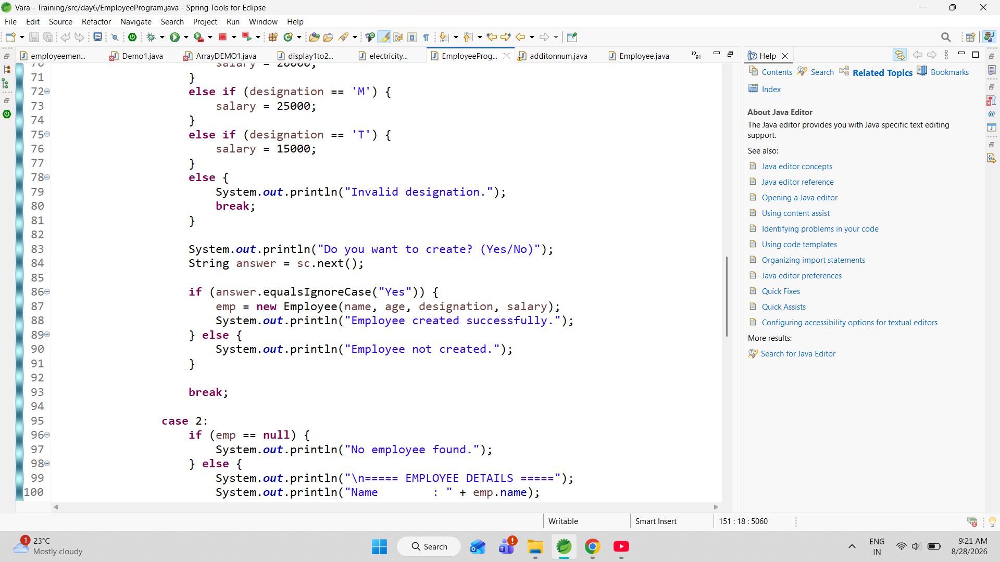 Vara - Training/src/day6/EmployeeProgram.java - Spring Tools for Eclipse
File Edit Source Refactor Navigate Search Project Run Window Help
employeemen... Demo1.java ArrayDEMO1.java display1to2... electricity... EmployeeProg... additonnum.java Employee.java »91
70 salary = 20000;
71 }
72 else if (designation == 'M') {
73 salary = 25000;
74 }
75 else if (designation == 'T') {
76 salary = 15000;
77 }
78 else {
79 System.out.println("Invalid designation.");
80 break;
81 }
82
83 System.out.println("Do you want to create? (Yes/No)");
84 String answer = sc.next();
85
86 if (answer.equalsIgnoreCase("Yes")) {
87 emp = new Employee(name, age, designation, salary);
88 System.out.println("Employee created successfully.");
89 } else {
90 System.out.println("Employee not created.");
91 }
92
93 break;
94
95 case 2:
96 if (emp == null) {
97 System.out.println("No employee found.");
98 } else {
99 System.out.println("\n===== EMPLOYEE DETAILS =====");
100 System.out.println("Name        : " + emp.name);
Help
Contents Search Related Topics Bookmarks
Index
About Java Editor
The Java editor provides you with Java specific text editing
support.
See also:
Java editor concepts
Java editor reference
Opening a Java editor
Using content assist
Identifying problems in your code
Using code templates
Organizing import statements
Java editor preferences
Quick Fixes
Quick Assists
Configuring accessibility options for textual editors
More results:
Search for Java Editor
Writable Smart Insert 151 : 18 : 5060
1
23°C
Mostly cloudy
Search
ENG
IN
9:21 AM
8/28/2026